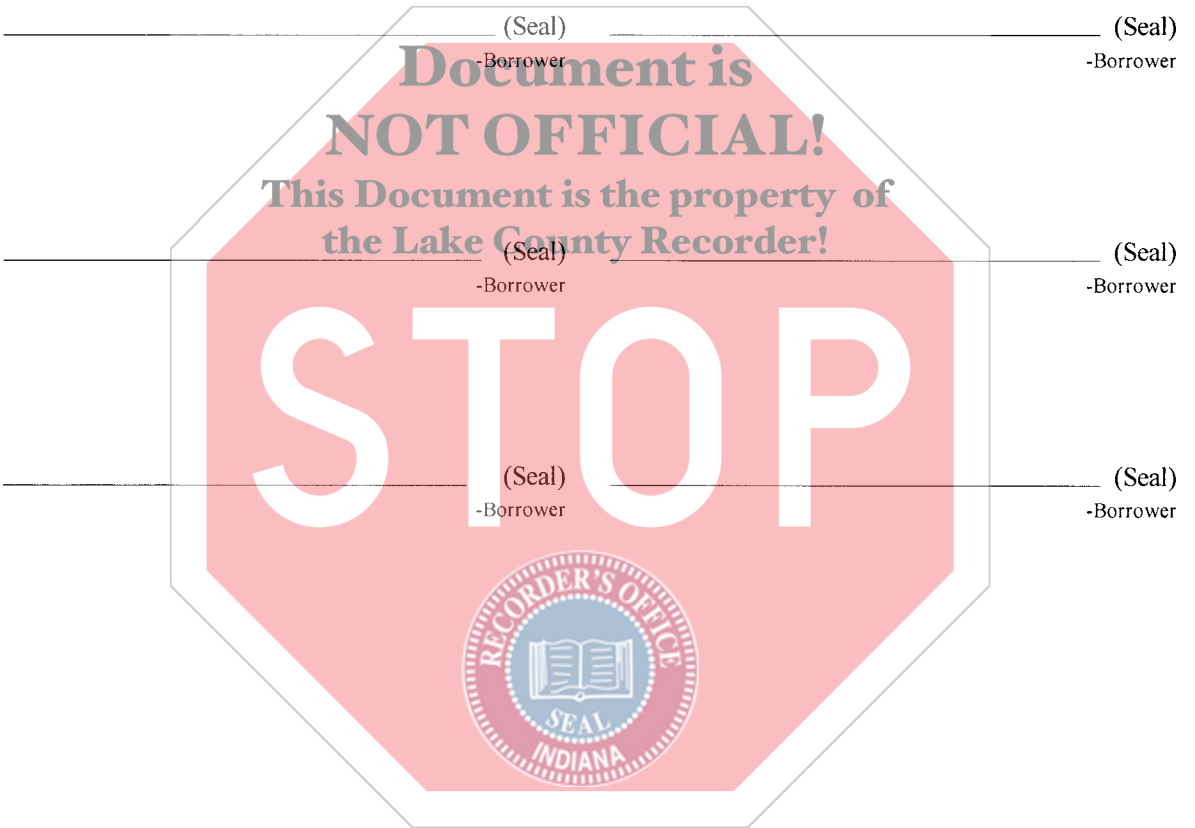 (Seal) (Seal)
-Borrower -Borrower
Document is
NOT OFFICIAL!
This Document is the property of
the Lake County Recorder!
(Seal) (Seal)
-Borrower -Borrower
STOP
(Seal) (Seal)
-Borrower -Borrower
RECORDER'S OFFICE
SEAL
INDIANA